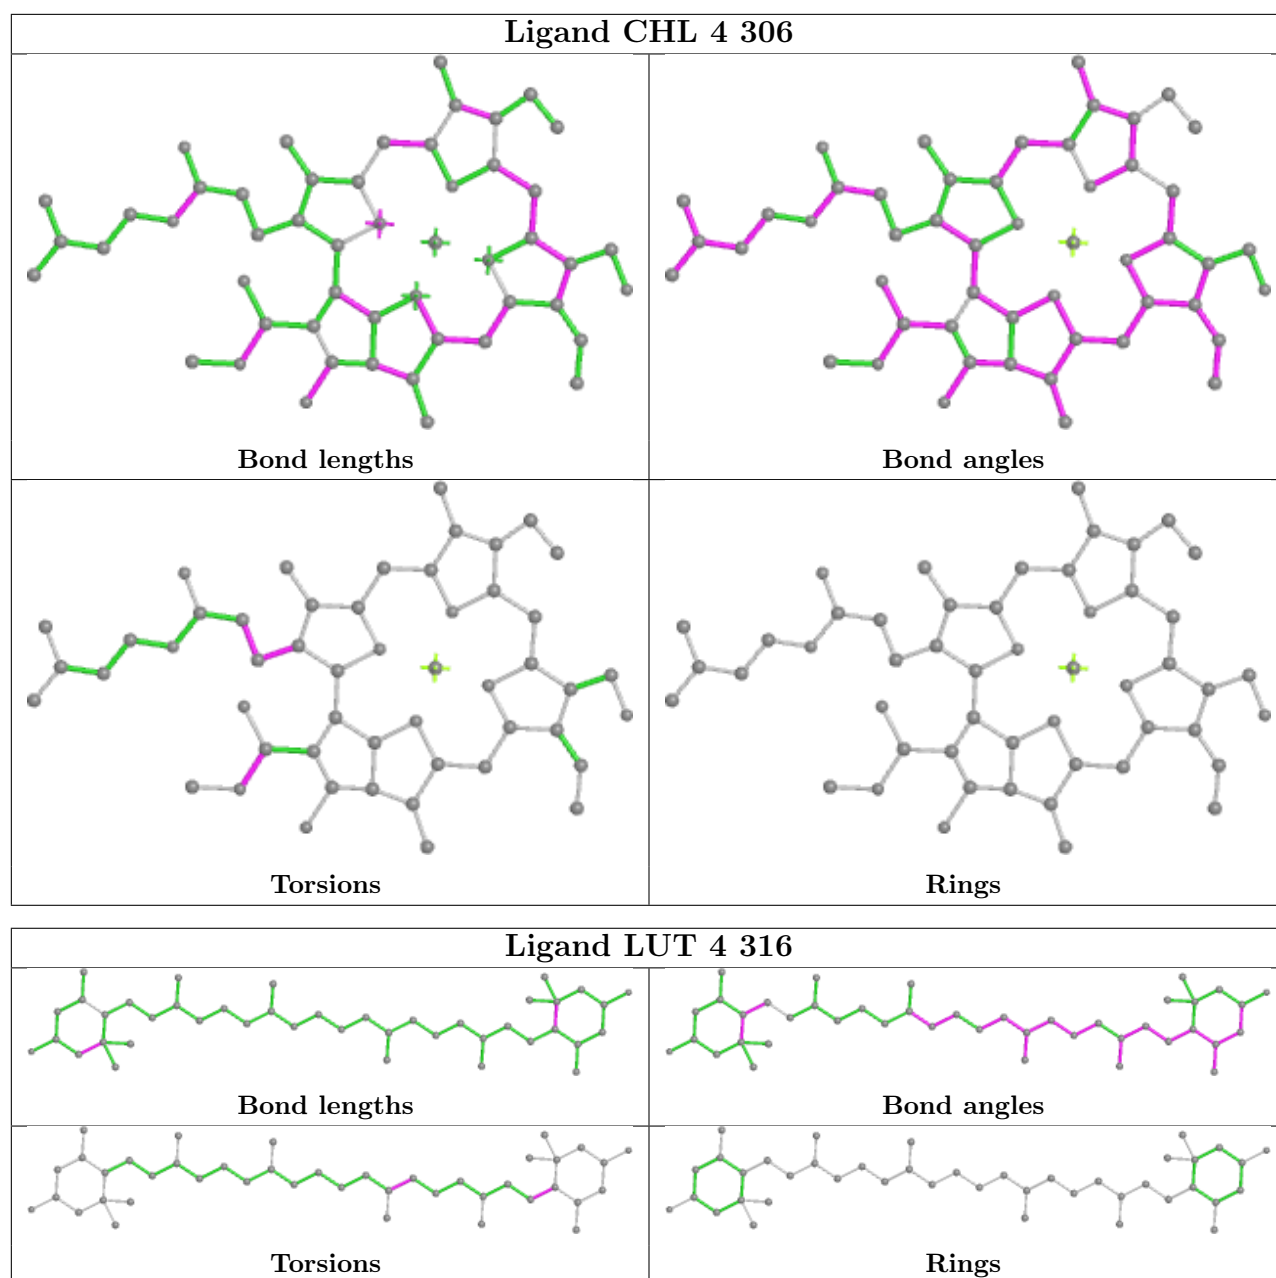 Ligand CHL 4 306
Bond lengths
Bond angles
Torsions
Rings
Ligand LUT 4 316
Bond lengths
Bond angles
Torsions
Rings